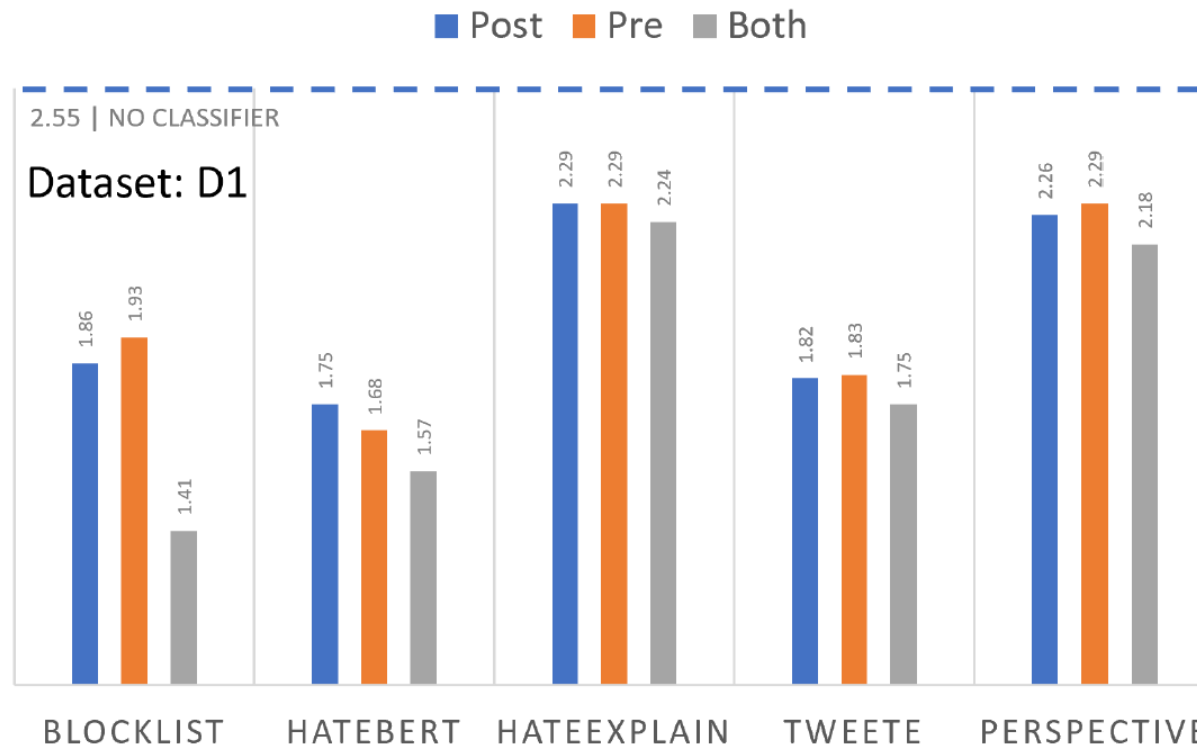 Post Pre Both
2.55 | NO CLASSIFIER
Dataset: D1
1.86 1.93 1.41 1.75 1.68 1.57 2.29 2.29 2.24 1.82 1.83 1.75 2.26 2.29 2.18
BLOCKLIST HATEBERT HATEEXPLAIN TWEETE PERSPECTIVE